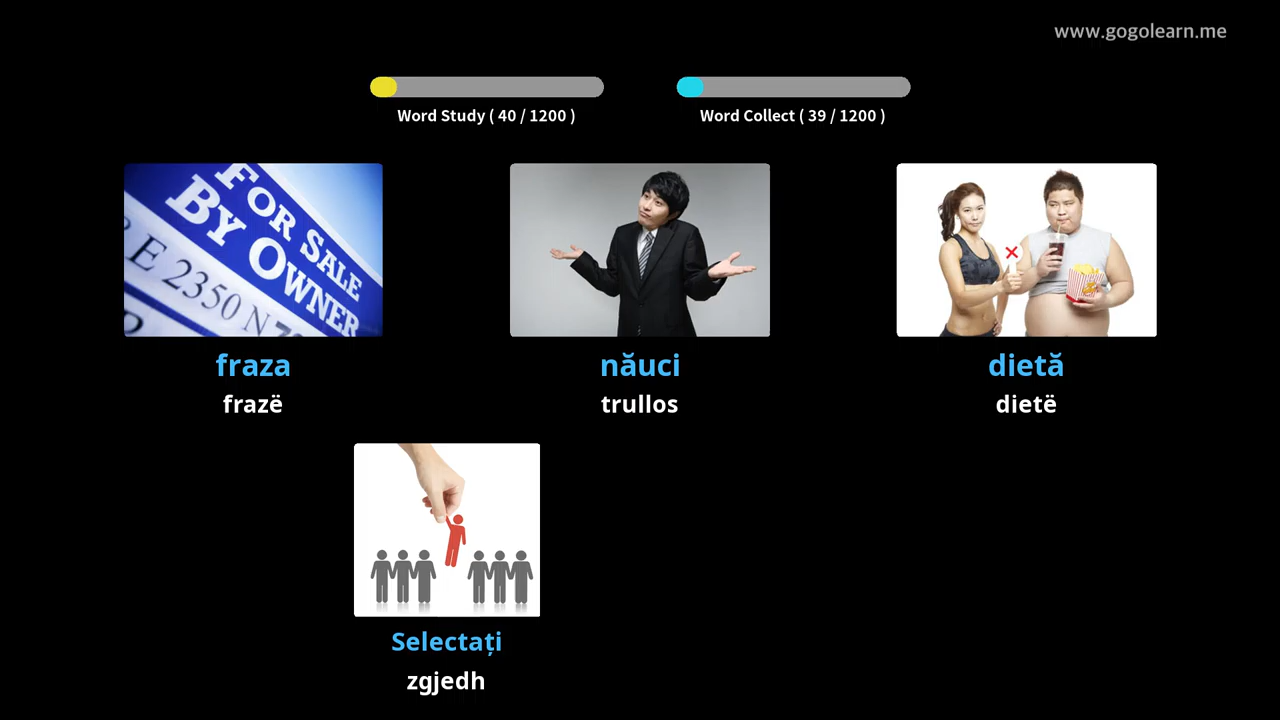 www.gogolearn.me
Word Study ( 40 / 1200 )
Word Collect ( 39 / 1200 )
FOR SALE
BY OWNER
E 2350 N
fraza
frazë
năuci
trullos
dietă
dietë
Selectați
zgjedh